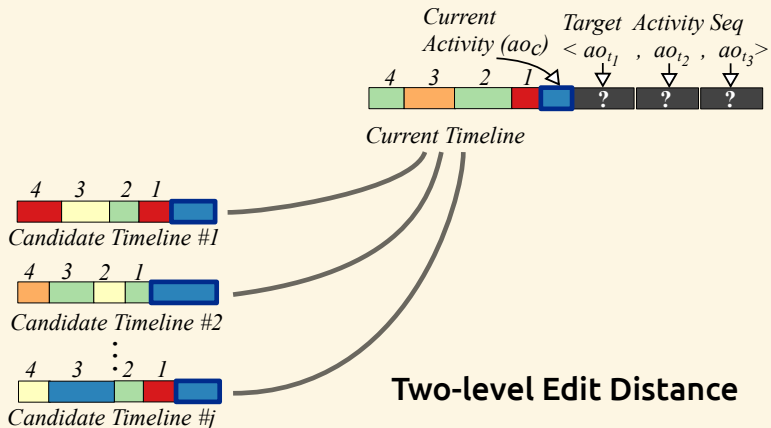 Current Activity (aoc)
Target Activity Seq
< ao_t1 , ao_t2 , ao_t3 >
4 3 2 1
? ? ?
Current Timeline
4 3 2 1
Candidate Timeline #1
4 3 2 1
Candidate Timeline #2
4 3 2 1
Candidate Timeline #j
Two-level Edit Distance